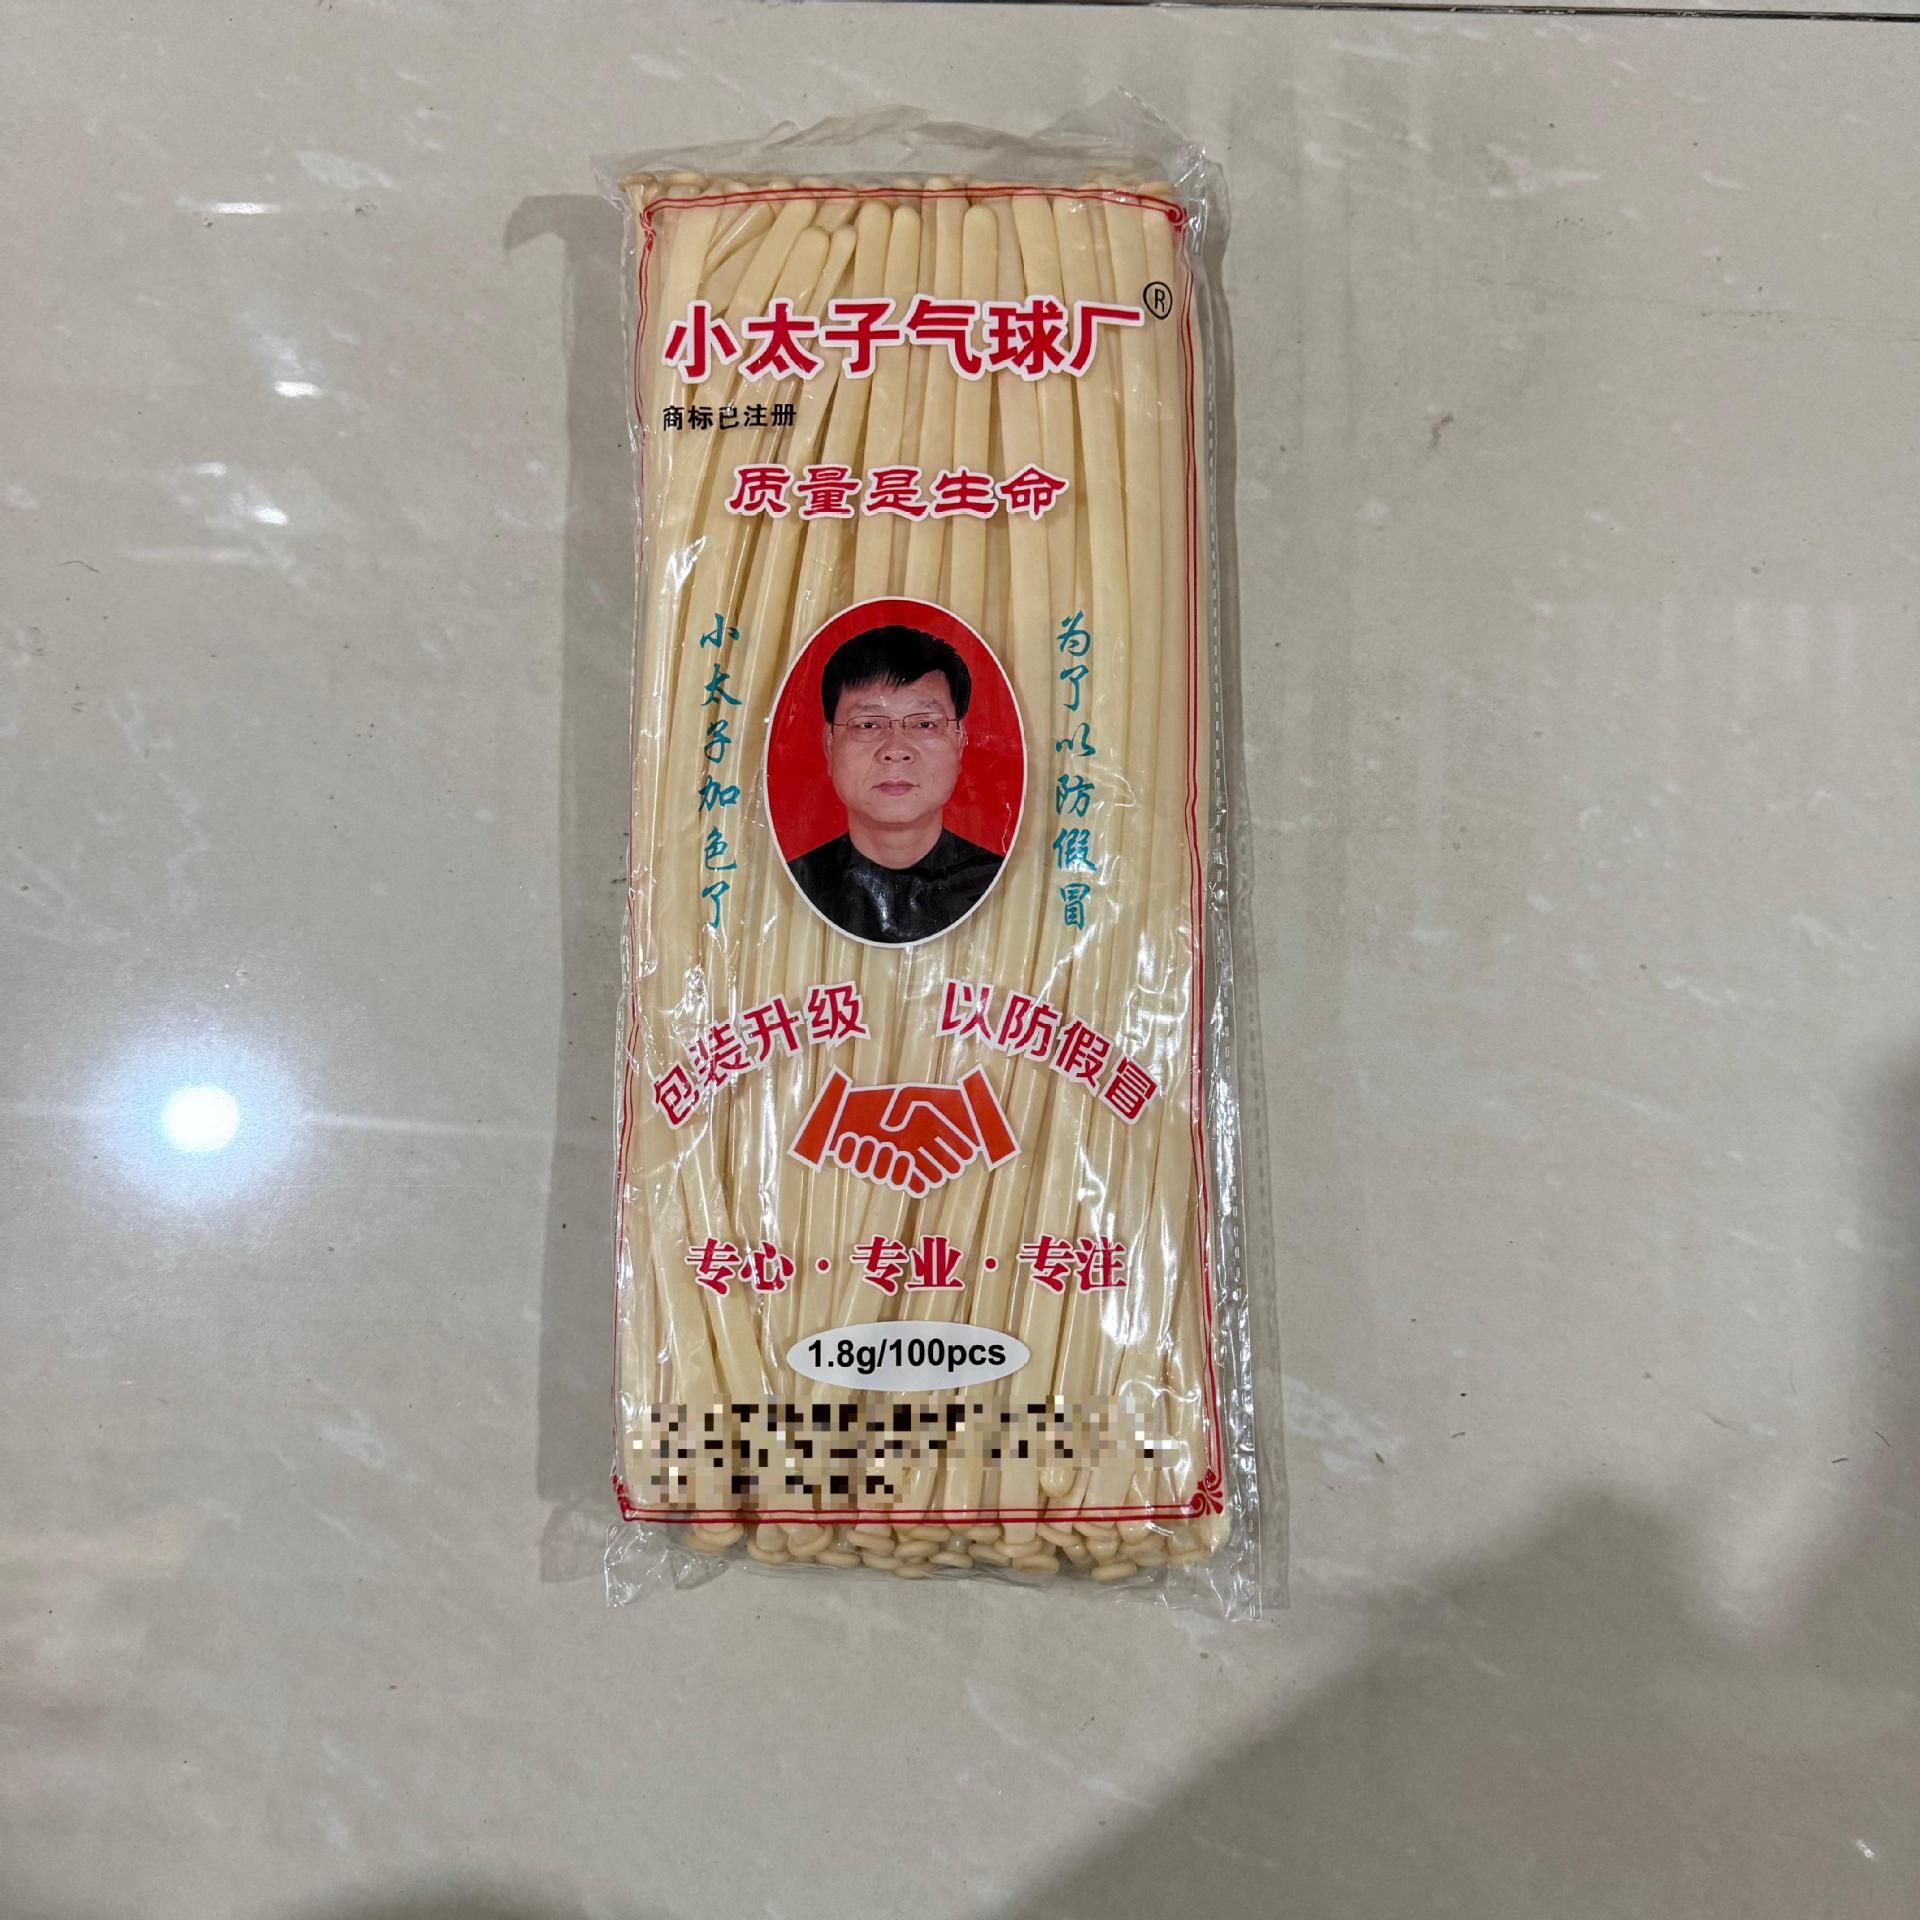 小太子气球厂®
商标已注册
质量是生命
小太子加色了
为了以防假冒
包装升级 以防假冒
专心·专业·专注
1.8g/100pcs